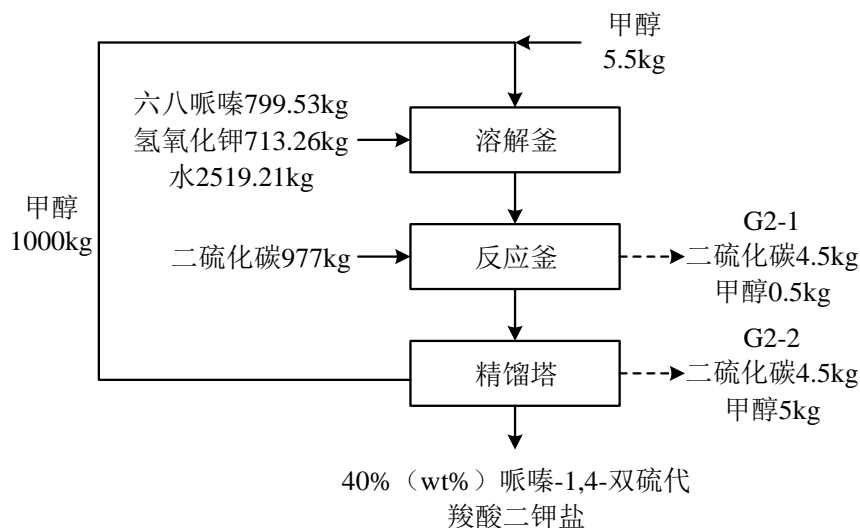 甲醇
5.5kg
六八哌嗪799.53kg
氢氧化钾713.26kg
水2519.21kg
溶解釜
甲醇
1000kg
二硫化碳977kg
反应釜
G2-1
二硫化碳4.5kg
甲醇0.5kg
精馏塔
G2-2
二硫化碳4.5kg
甲醇5kg
40%（wt%）哌嗪-1,4-双硫代
羧酸二钾盐